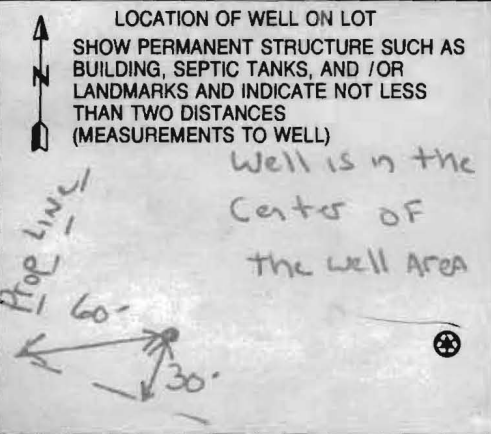 LOCATION OF WELL ON LOT
SHOW PERMANENT STRUCTURE SUCH AS
BUILDING, SEPTIC TANKS, AND / OR
LANDMARKS AND INDICATE NOT LESS
THAN TWO DISTANCES
(MEASUREMENTS TO WELL)
N
Well is in the
Center OF
the well Area
Prop LINE
60'
30'